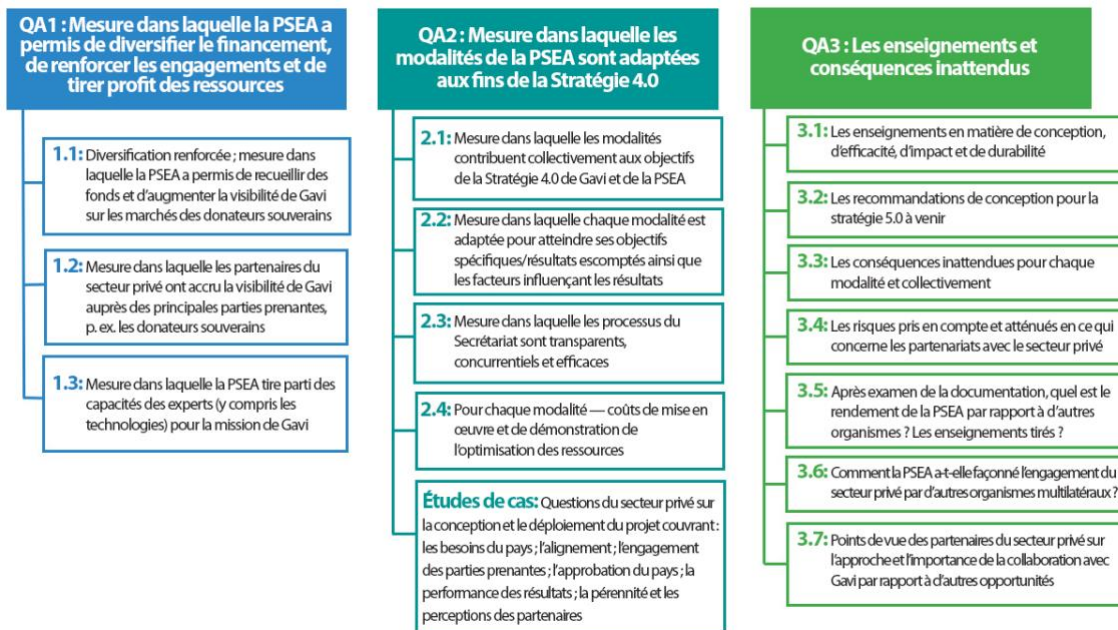 QA1 : Mesure dans laquelle la PSEA a
permis de diversifier le financement,
de renforcer les engagements et de
tirer profit des ressources
1.1: Diversification renforcée ; mesure dans
laquelle la PSEA a permis de recueillir des
fonds et d'augmenter la visibilité de Gavi
sur les marchés des donateurs souverains
1.2: Mesure dans laquelle les partenaires du
secteur privé ont accru la visibilité de Gavi
auprès des principales parties prenantes,
p. ex. les donateurs souverains
1.3: Mesure dans laquelle la PSEA tire parti des
capacités des experts (y compris les
technologies) pour la mission de Gavi
QA2 : Mesure dans laquelle les
modalités de la PSEA sont adaptées
aux fins de la Stratégie 4.0
2.1: Mesure dans laquelle les modalités
contribuent collectivement aux objectifs
de la Stratégie 4.0 de Gavi et de la PSEA
2.2: Mesure dans laquelle chaque modalité est
adaptée pour atteindre ses objectifs
spécifiques/résultats escomptés ainsi que
les facteurs influençant les résultats
2.3: Mesure dans laquelle les processus du
Secrétariat sont transparents,
concurrentiels et efficaces
2.4: Pour chaque modalité — coûts de mise en
œuvre et de démonstration de
l'optimisation des ressources
Études de cas: Questions du secteur privé sur
la conception et le déploiement du projet couvrant :
les besoins du pays ; l'alignement ; l'engagement
des parties prenantes ; l'approbation du pays ; la
performance des résultats ; la pérennité et les
perceptions des partenaires
QA3 : Les enseignements et
conséquences inattendus
3.1: Les enseignements en matière de conception,
d'efficacité, d'impact et de durabilité
3.2: Les recommandations de conception pour la
stratégie 5.0 à venir
3.3: Les conséquences inattendues pour chaque
modalité et collectivement
3.4: Les risques pris en compte et atténués en ce qui
concerne les partenariats avec le secteur privé
3.5: Après examen de la documentation, quel est le
rendement de la PSEA par rapport à d'autres
organismes ? Les enseignements tirés ?
3.6: Comment la PSEA a-t-elle façonné l'engagement du
secteur privé par d'autres organismes multilatéraux ?
3.7: Points de vue des partenaires du secteur privé sur
l'approche et l'importance de la collaboration avec
Gavi par rapport à d'autres opportunités